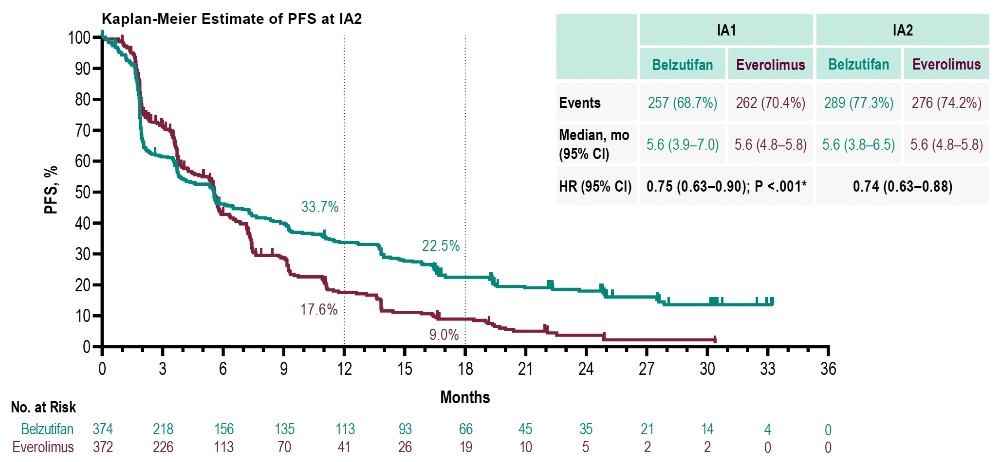 Kaplan-Meier Estimate of PFS at IA2
IA1 IA2
Belzutifan Everolimus Belzutifan Everolimus
Events 257 (68.7%) 262 (70.4%) 289 (77.3%) 276 (74.2%)
Median, mo
(95% CI) 5.6 (3.9–7.0) 5.6 (4.8–5.8) 5.6 (3.8–6.5) 5.6 (4.8–5.8)
HR (95% CI) 0.75 (0.63–0.90); P <.001* 0.74 (0.63–0.88)
PFS, %
100
90
80
70
60
50
40
30
20
10
0
33.7%
22.5%
17.6%
9.0%
0 3 6 9 12 15 18 21 24 27 30 33 36
Months
No. at Risk
Belzutifan 374 218 156 135 113 93 66 45 35 21 14 4 0
Everolimus 372 226 113 70 41 26 19 10 5 2 2 0 0